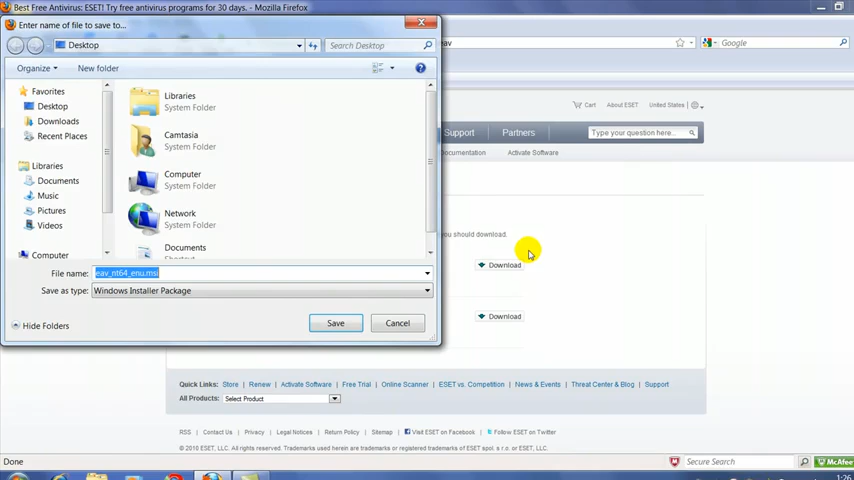 Best Free Antivirus: ESET! Try free antivirus programs for 30 days. - Mozilla Firefox
Enter name of file to save to...
Desktop
Search Desktop
eav
Google
Organize
New folder
Favorites
Desktop
Downloads
Recent Places
Libraries
Documents
Music
Pictures
Videos
Computer
Libraries
System Folder
Camtasia
System Folder
Computer
System Folder
Network
System Folder
Documents
File name: eav_nt64_enu.msi
Save as type: Windows Installer Package
Hide Folders
Save
Cancel
Cart
About ESET
United States
Support
Partners
Type your question here...
Documentation
Activate Software
you should download.
Download
Download
Quick Links: Store Renew Activate Software Free Trial Online Scanner ESET vs. Competition News & Events Threat Center & Blog Support
All Products: Select Product
RSS Contact Us Privacy Legal Notices Return Policy Sitemap Visit ESET on Facebook Follow ESET on Twitter
© 2010 ESET, LLC. All rights reserved. Trademarks used herein are trademarks or registered trademarks of ESET spol. s r.o. or ESET, LLC.
Done
Secure Search
McAfee
1:26